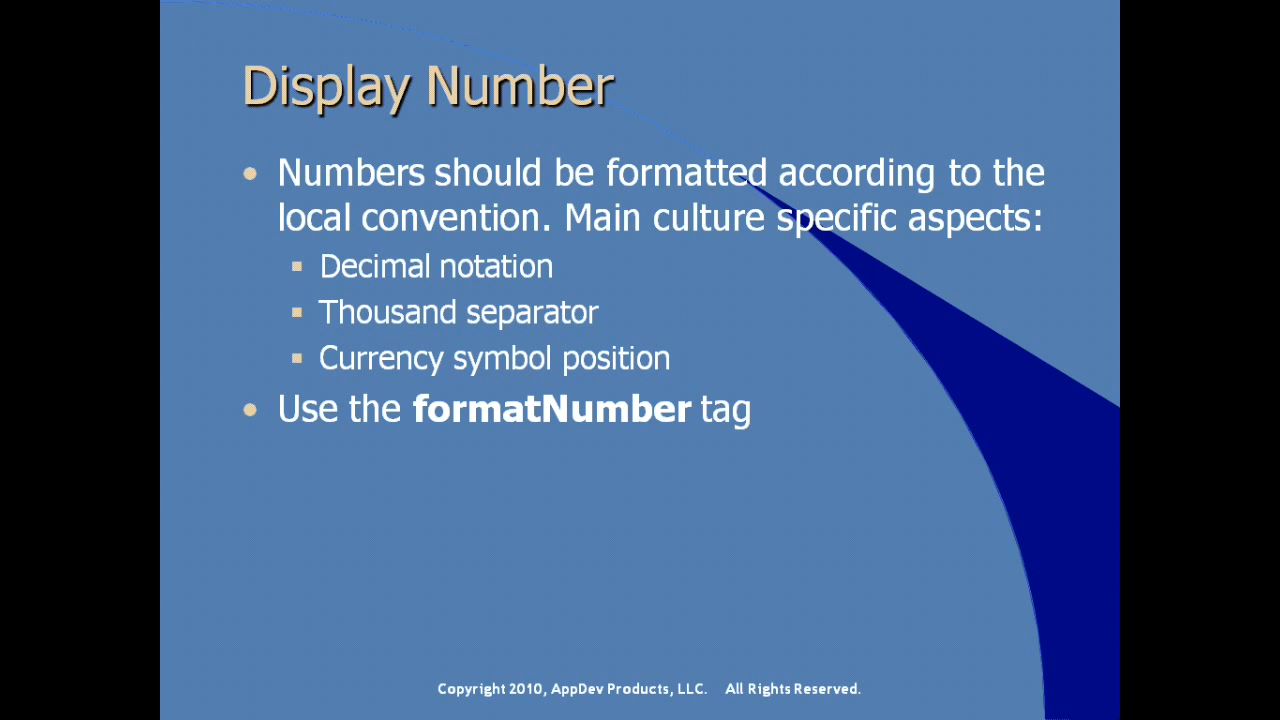 Display Number
• Numbers should be formatted according to the
local convention. Main culture specific aspects:
▪ Decimal notation
▪ Thousand separator
▪ Currency symbol position
• Use the formatNumber tag
Copyright 2010, AppDev Products, LLC. All Rights Reserved.